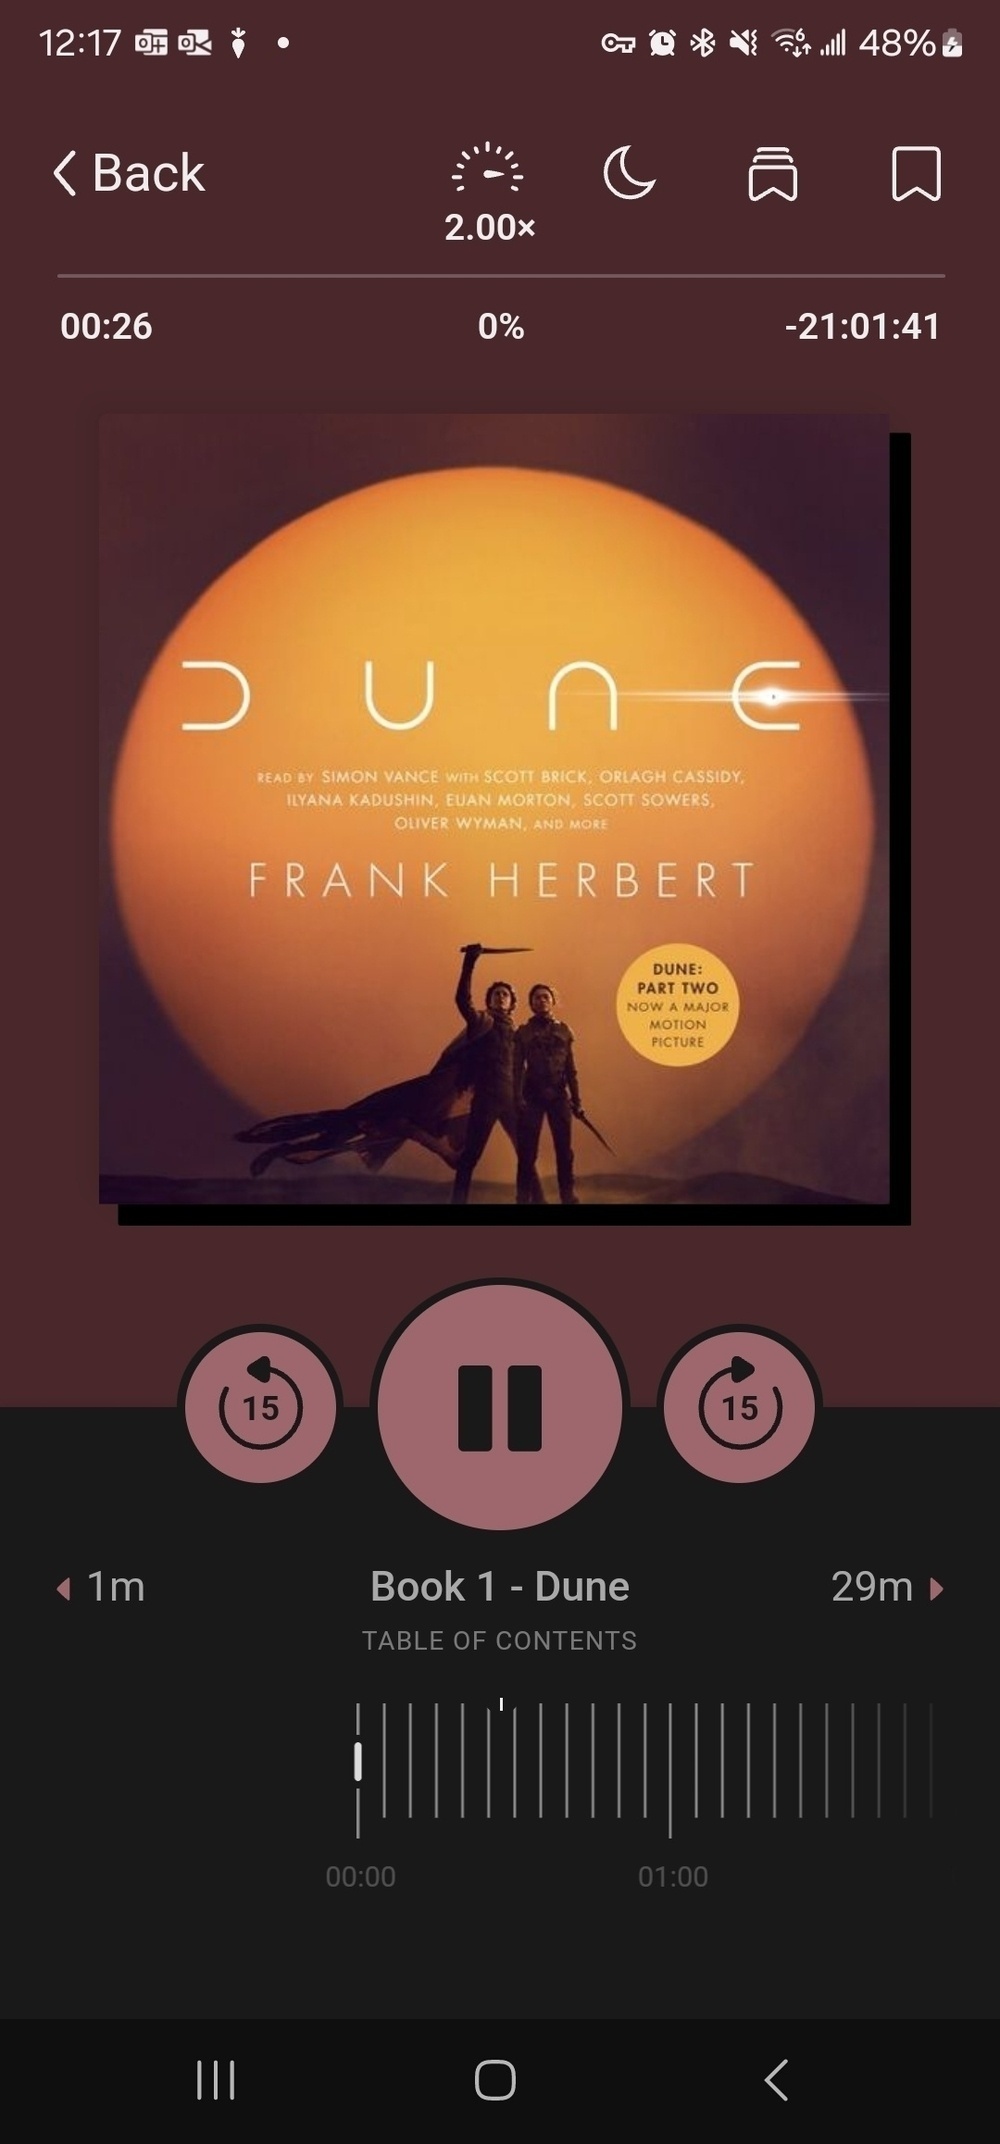 12:17
48%
Back
2.00×
00:26 0% -21:01:41
DUNE
READ BY SIMON VANCE WITH SCOTT BRICK, ORLAGH CASSIDY,
ILYANA KADUSHIN, EUAN MORTON, SCOTT SOWERS,
OLIVER WYMAN, AND MORE
FRANK HERBERT
DUNE:
PART TWO
NOW A MAJOR
MOTION
PICTURE
15 15
1m Book 1 - Dune 29m
TABLE OF CONTENTS
00:00 01:00